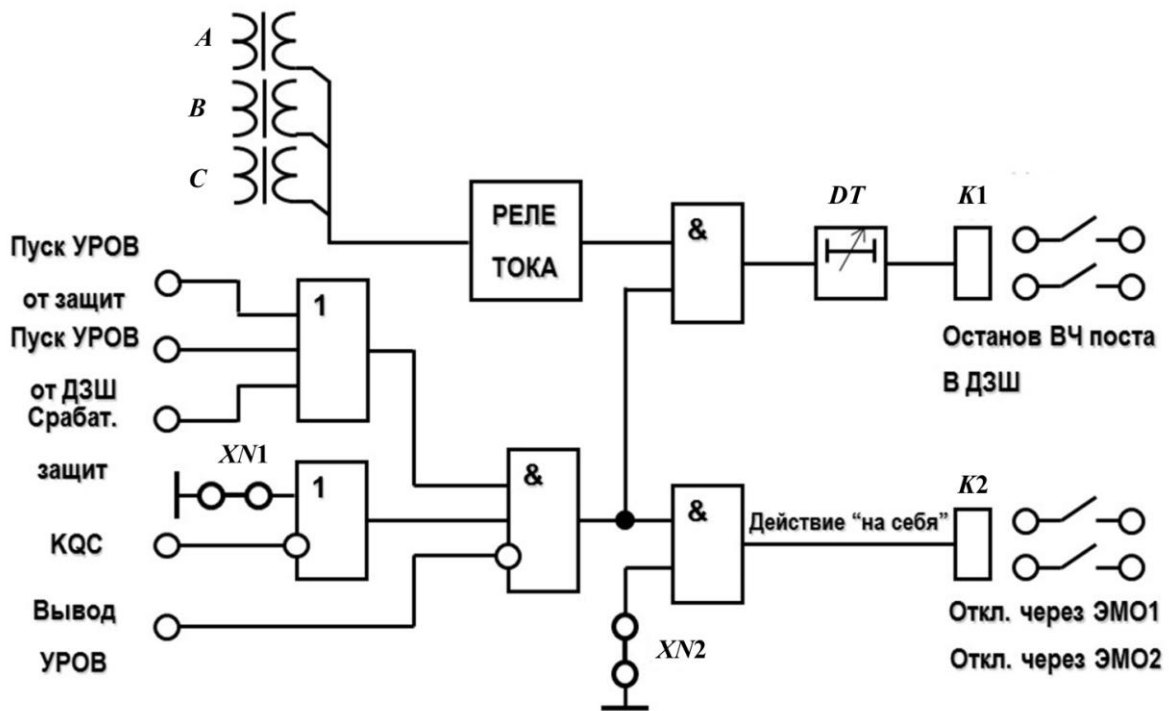 A
B
C
Пуск УРОВ
от защит
Пуск УРОВ
от ДЗШ
Срабат.
защит
XN1
KQC
Вывод
УРОВ
1
1
РЕЛЕ
ТОКА
&
&
&
DT
K1
Останов ВЧ поста
В ДЗШ
Действие “на себя”
K2
XN2
Откл. через ЭМО1
Откл. через ЭМО2